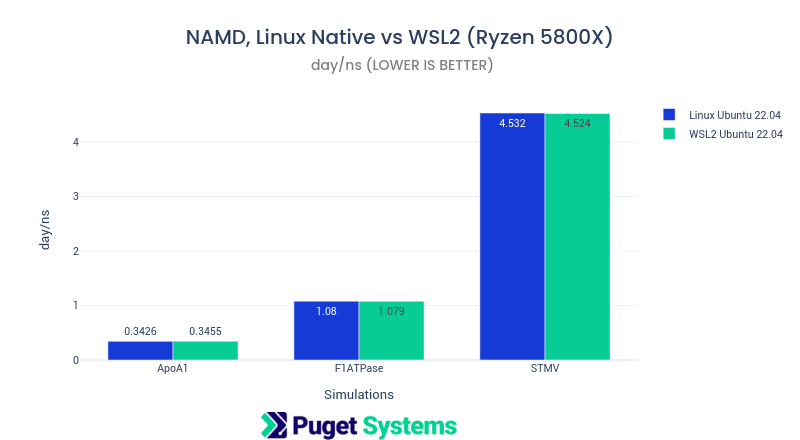 NAMD, Linux Native vs WSL2 (Ryzen 5800X)
day/ns (LOWER IS BETTER)
Linux Ubuntu 22.04
WSL2 Ubuntu 22.04
day/ns
4
3
2
1
0
0.3426 0.3455
1.08 1.079
4.532 4.524
ApoA1 F1ATPase STMV
Simulations
Puget Systems